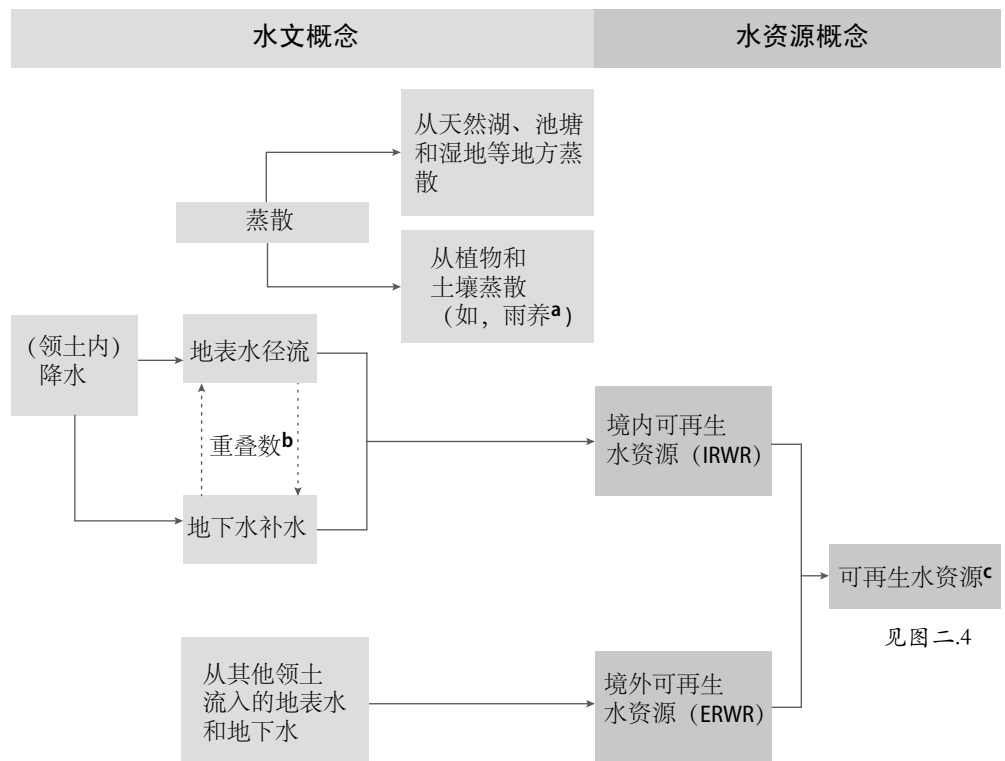 水文概念
水资源概念
从天然湖、池塘
和湿地等地方蒸
散
蒸散
从植物和
土壤蒸散
（如，雨养a）
（领土内）
降水
地表水径流
重叠数b
地下水补水
境内可再生
水资源（IRWR）
可再生水资源c
见图二.4
从其他领土
流入的地表水
和地下水
境外可再生
水资源（ERWR）